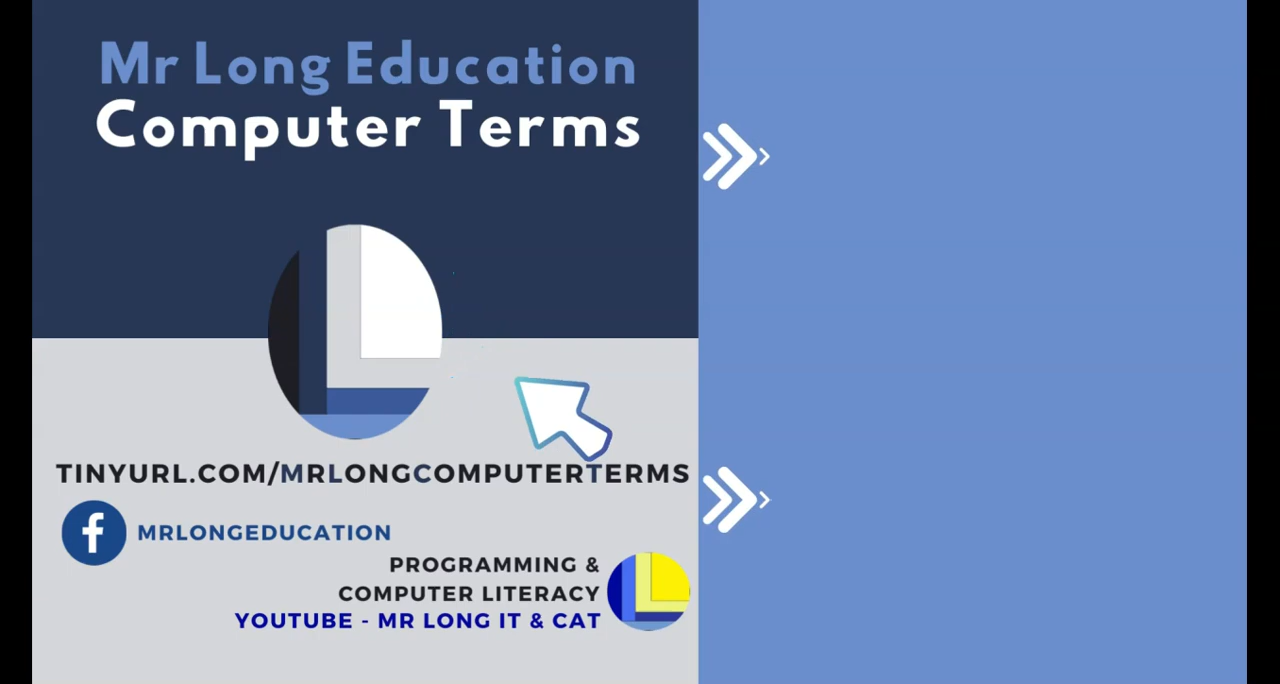 Mr Long Education
Computer Terms
TINYURL.COM/MRLONGCOMPUTERTERMS
MRLONGEDUCATION
PROGRAMMING &
COMPUTER LITERACY
YOUTUBE - MR LONG IT & CAT